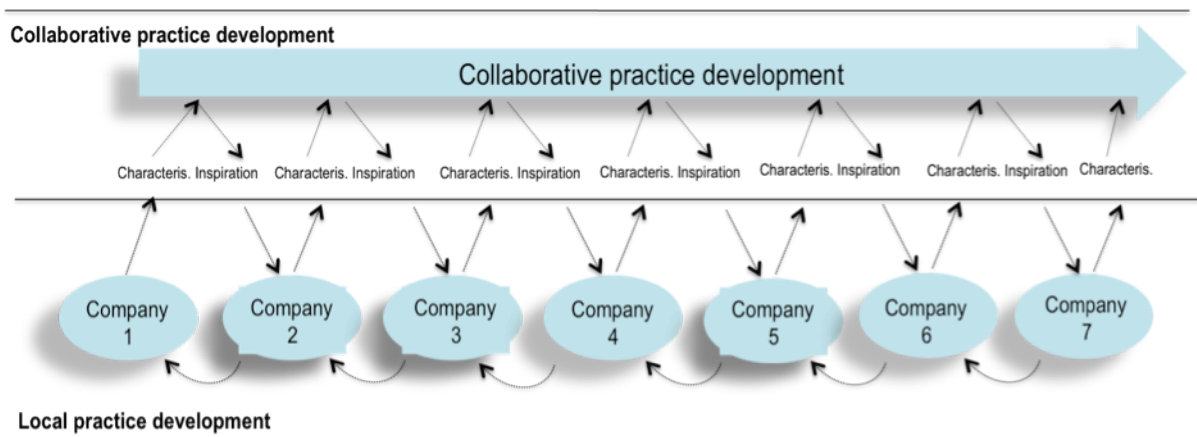 Collaborative practice development
Collaborative practice development
Characteris. Inspiration Characteris. Inspiration Characteris. Inspiration Characteris. Inspiration Characteris. Inspiration Characteris. Inspiration Characteris.
Company
1
Company
2
Company
3
Company
4
Company
5
Company
6
Company
7
Local practice development